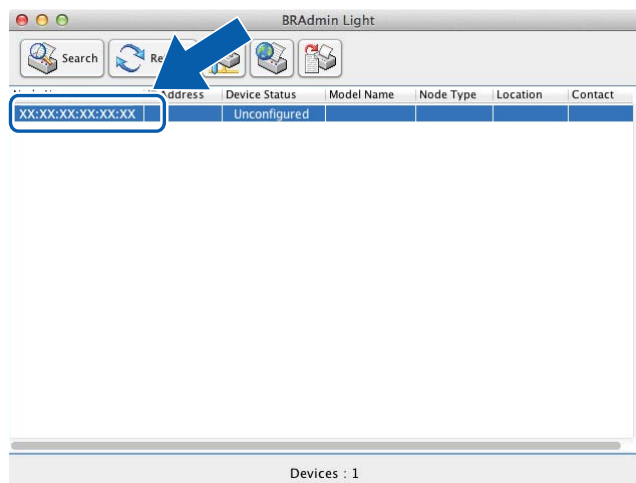 BRAdmin Light
Search Re
Address Device Status Model Name Node Type Location Contact
XX:XX:XX:XX:XX:XX Unconfigured
Devices : 1